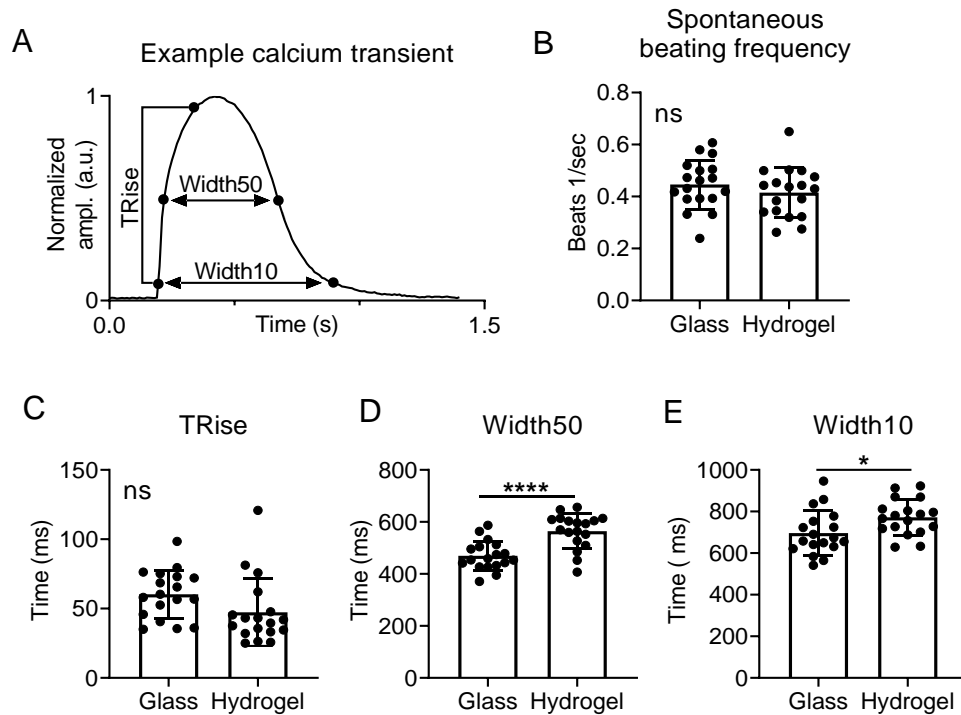 A
Example calcium transient
Normalized
ampl. (a.u.)
1
0
TRise
Width50
Width10
0.0
Time (s)
1.5
B
Spontaneous
beating frequency
ns
Beats 1/sec
0.8
0.6
0.4
0.2
0.0
Glass Hydrogel
C
TRise
ns
Time (ms)
150
100
50
0
Glass Hydrogel
D
Width50
****
Time (ms)
800
600
400
200
0
Glass Hydrogel
E
Width10
*
Time ( ms)
1000
800
600
400
200
0
Glass Hydrogel